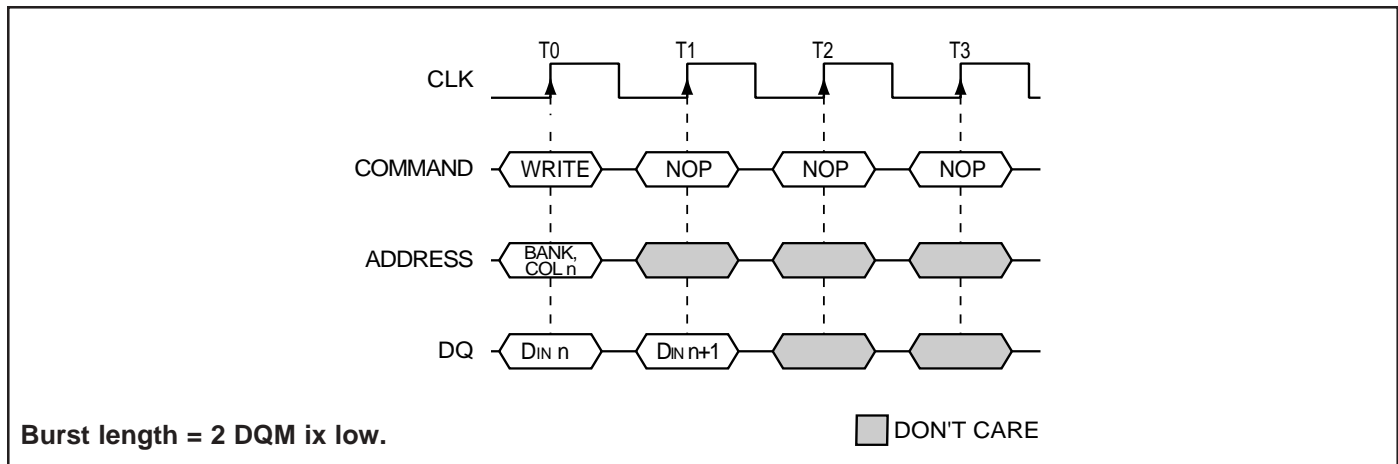 T0 T1 T2 T3
CLK
COMMAND WRITE NOP NOP NOP
ADDRESS BANK, COL n
DQ DIN n DIN n+1
Burst length = 2 DQM ix low.
DON'T CARE